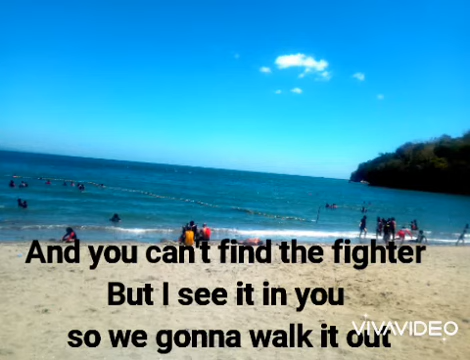 And you can't find the fighter
But I see it in you
so we gonna walk it out
VIVAVIDEO